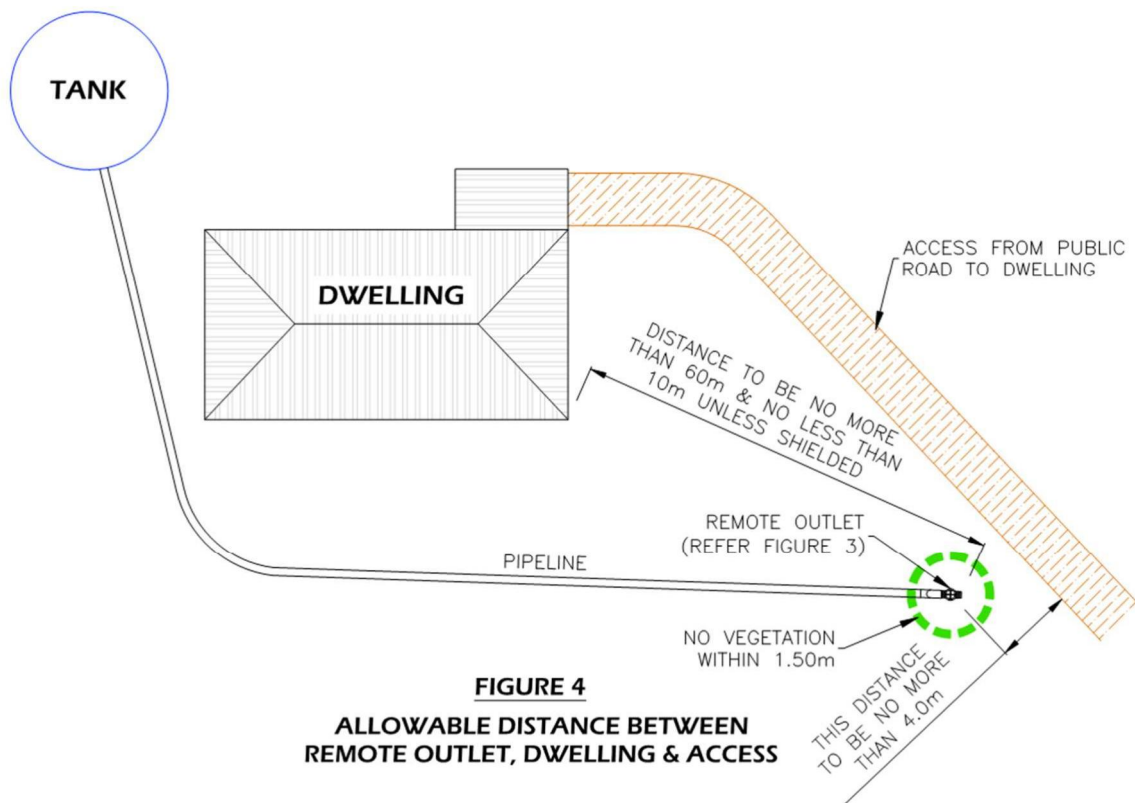 TANK
DWELLING
ACCESS FROM PUBLIC
ROAD TO DWELLING
DISTANCE TO BE NO MORE
THAN 60m & NO LESS THAN
10m UNLESS SHIELDED
REMOTE OUTLET
(REFER FIGURE 3)
PIPELINE
NO VEGETATION
WITHIN 1.50m
THIS DISTANCE
TO BE NO MORE
THAN 4.0m
FIGURE 4
ALLOWABLE DISTANCE BETWEEN
REMOTE OUTLET, DWELLING & ACCESS